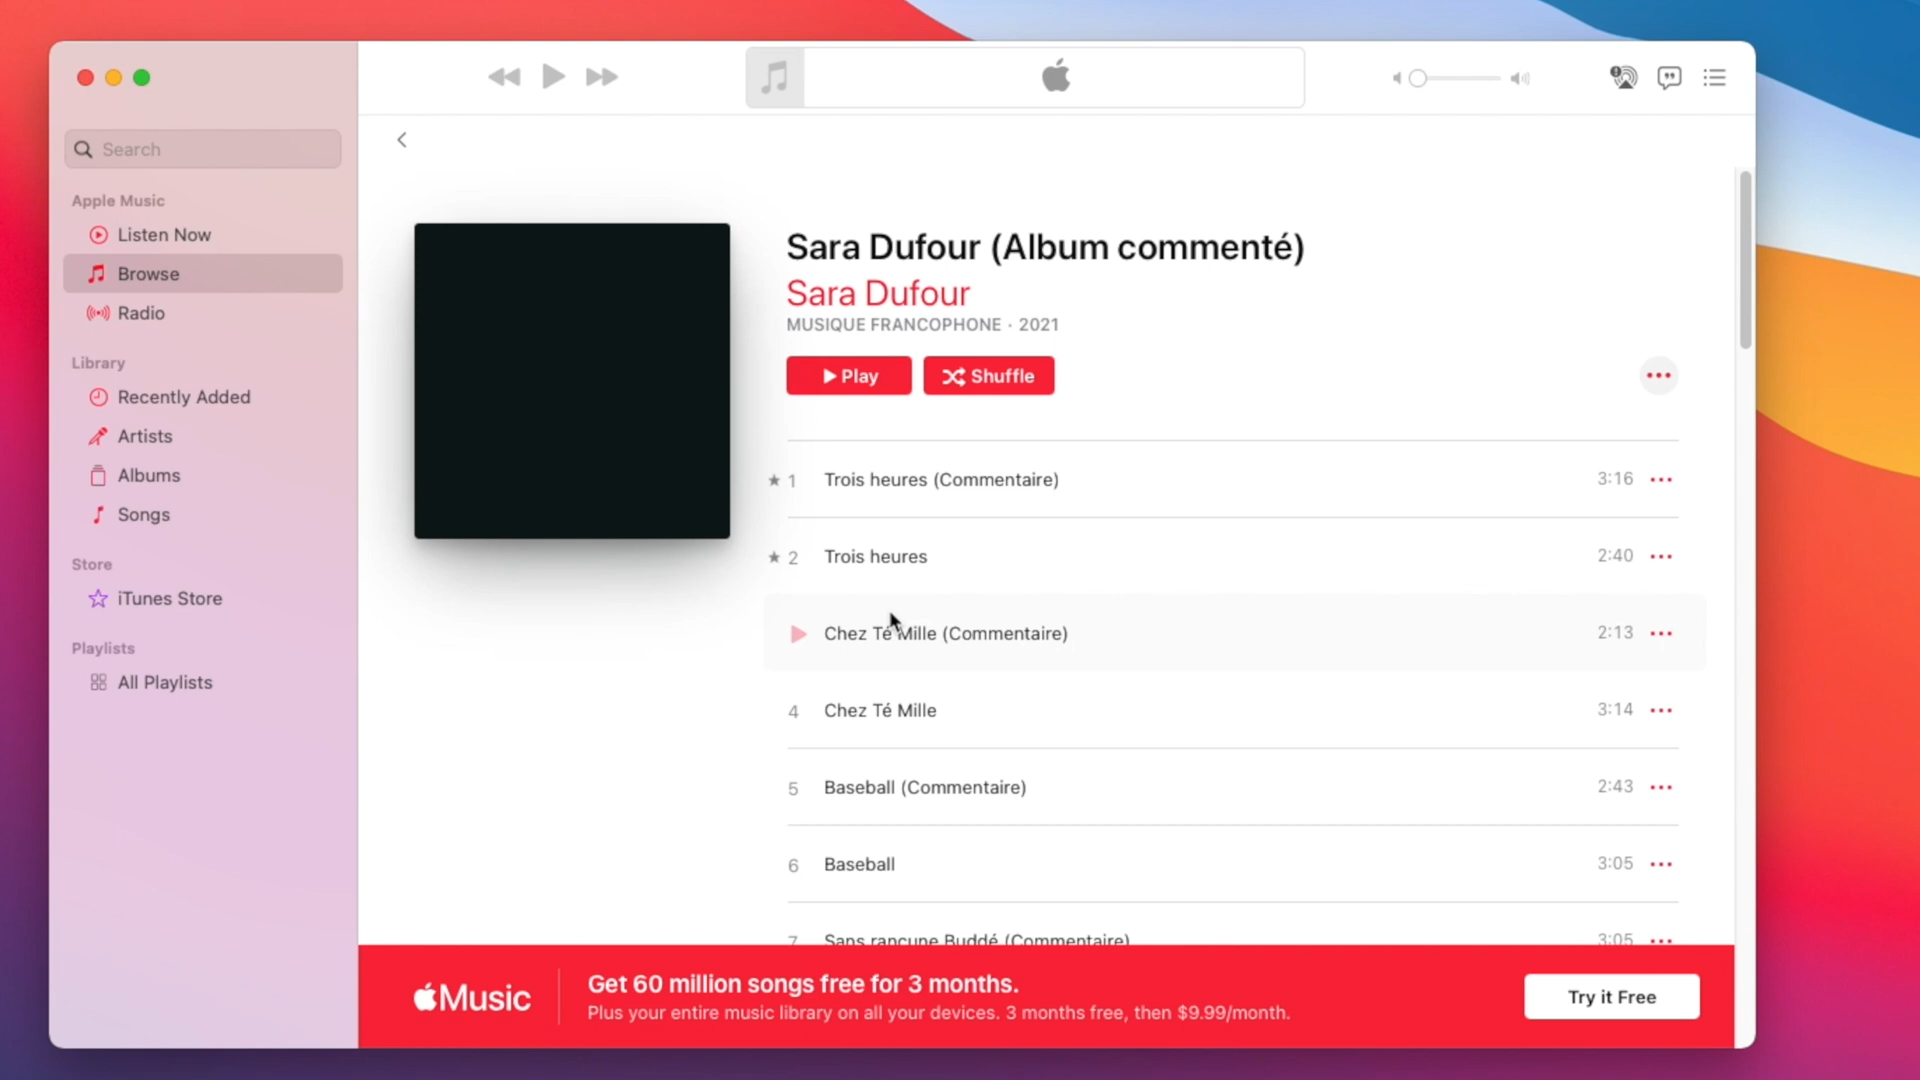 Search
Apple Music
Listen Now
Browse
Radio
Library
Recently Added
Artists
Albums
Songs
Store
iTunes Store
Playlists
All Playlists
Sara Dufour (Album commenté)
Sara Dufour
MUSIQUE FRANCOPHONE · 2021
Play
Shuffle
★ 1 Trois heures (Commentaire) 3:16
★ 2 Trois heures 2:40
Chez Té Mille (Commentaire) 2:13
4 Chez Té Mille 3:14
5 Baseball (Commentaire) 2:43
6 Baseball 3:05
7 Sans rancune Buddé (Commentaire) 3:05
Music
Get 60 million songs free for 3 months.
Plus your entire music library on all your devices. 3 months free, then $9.99/month.
Try it Free